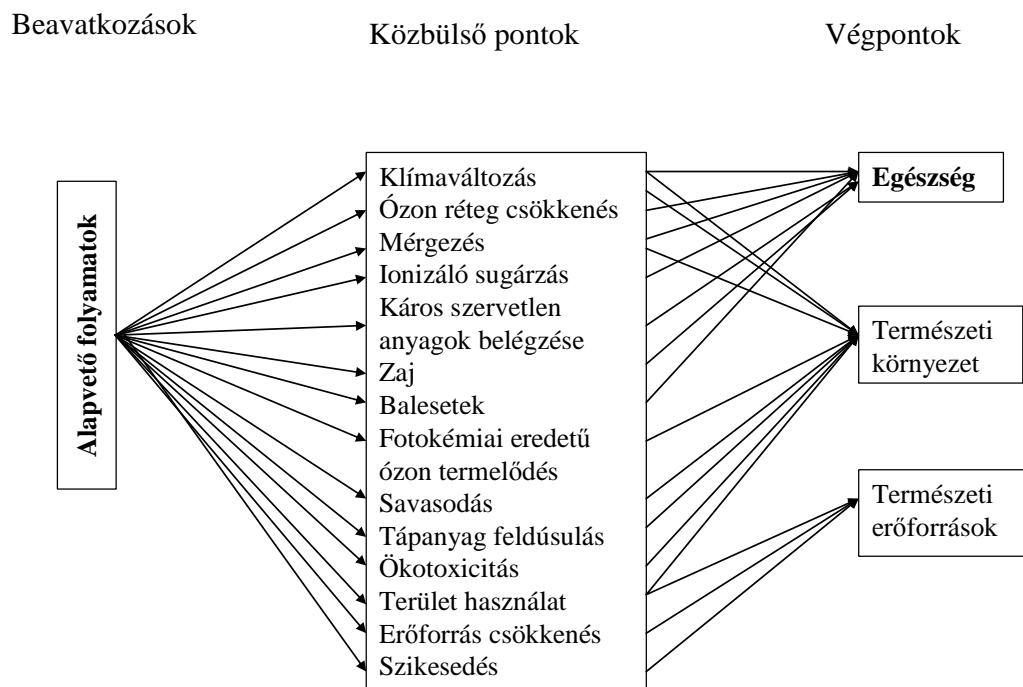 Beavatkozások
Közbülső pontok
Végpontok
Alapvető folyamatok
Klímaváltozás
Ózon réteg csökkenés
Mérgezés
Ionizáló sugárzás
Káros szervetlen
anyagok belégzése
Zaj
Balesetek
Fotokémiai eredetű
ózon termelődés
Savasodás
Tápanyag feldúsulás
Ökotoxicitás
Terület használat
Erőforrás csökkenés
Szikesedés
Egészség
Természeti
környezet
Természeti
erőforrások